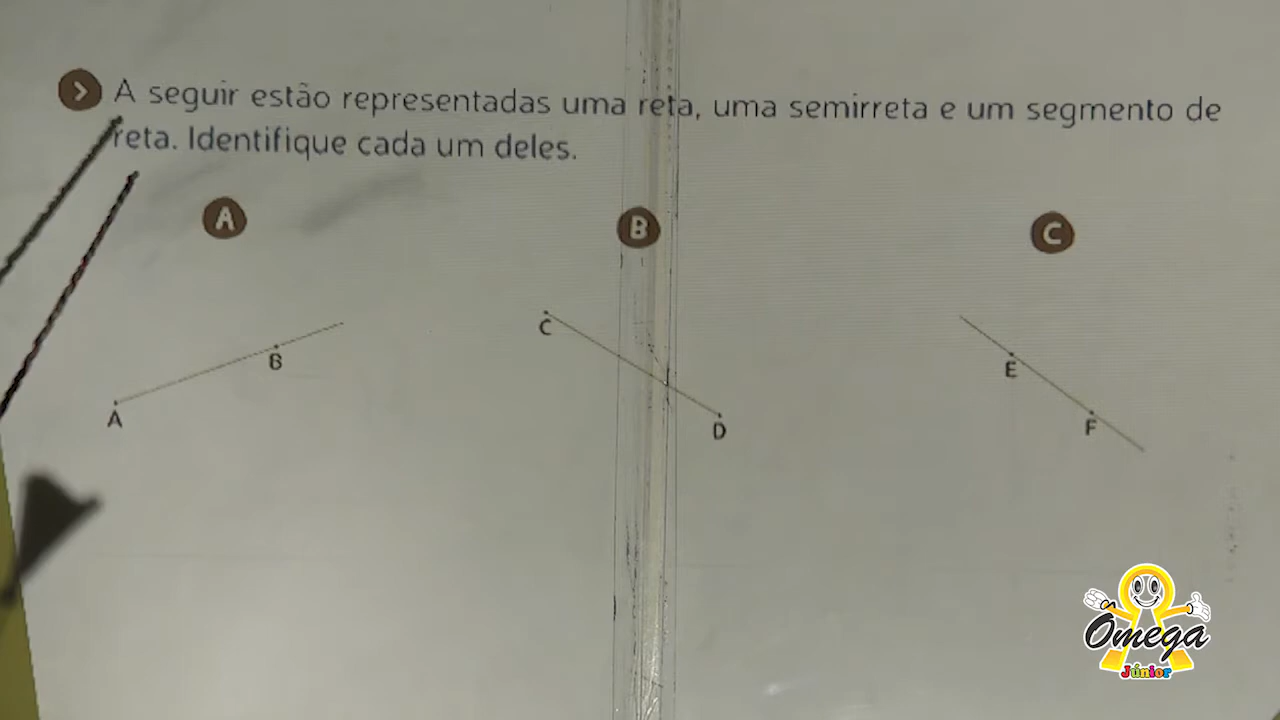 A seguir estão representadas uma reta, uma semirreta e um segmento de
reta. Identifique cada um deles.
A
B
C
A
B
C
D
E
F
Ômega
Júnior